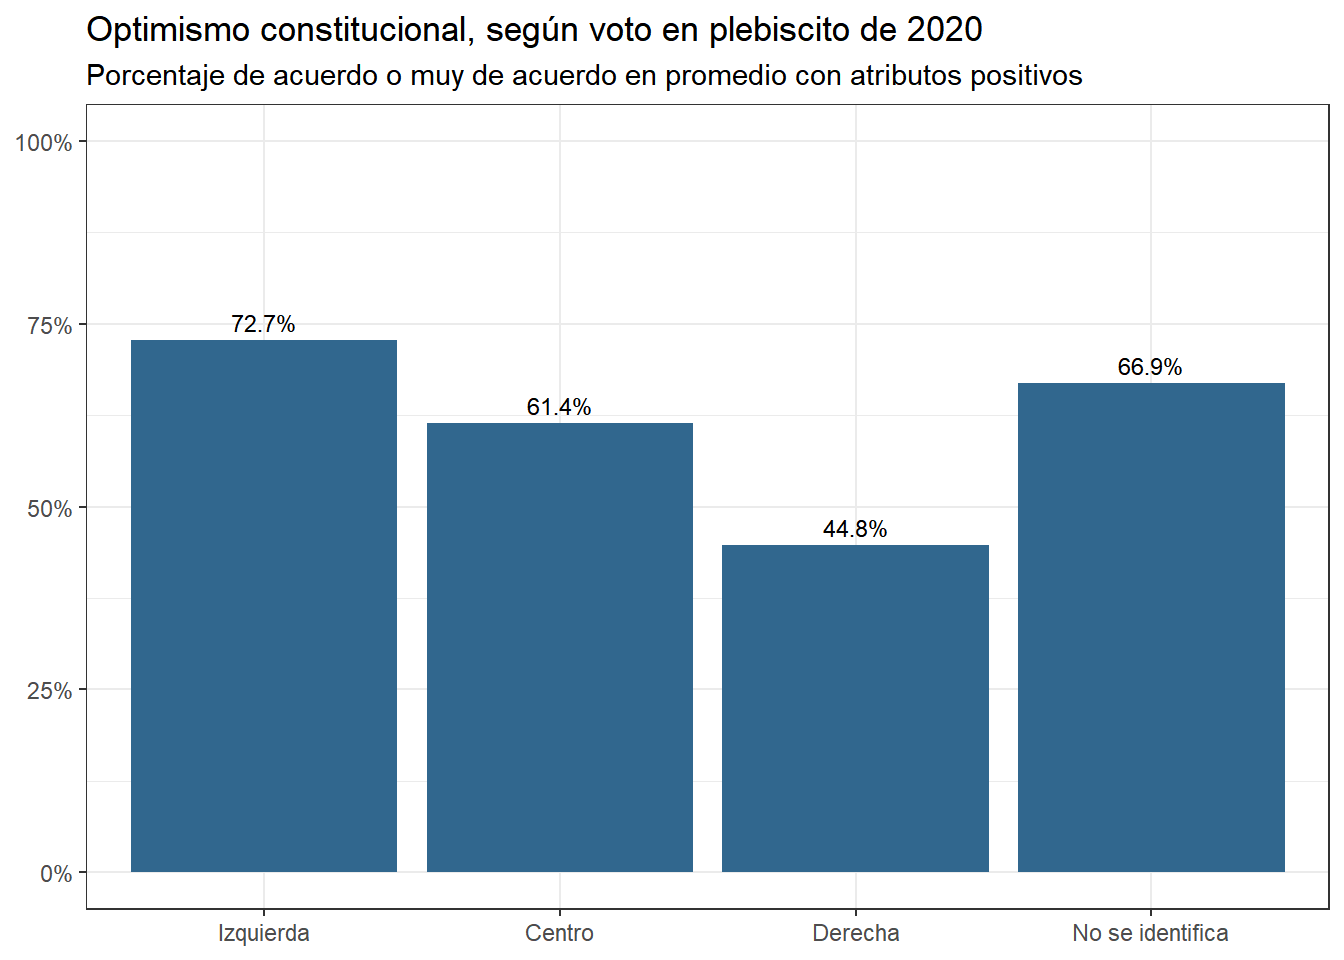 Optimismo constitucional, según voto en plebiscito de 2020
Porcentaje de acuerdo o muy de acuerdo en promedio con atributos positivos
100%
75%
50%
25%
0%
72.7%
61.4%
44.8%
66.9%
Izquierda
Centro
Derecha
No se identifica